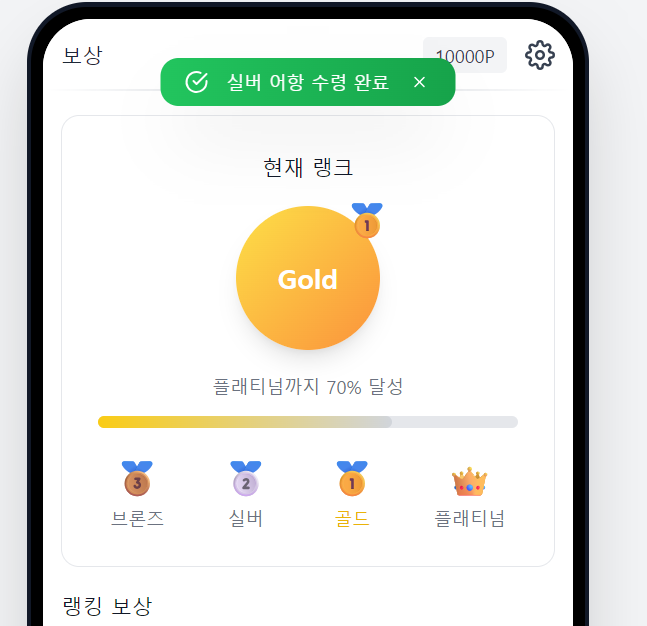 보상
10000P
실버 어항 수령 완료
현재 랭크
1
Gold
플래티넘까지 70% 달성
3 2 1
브론즈 실버 골드 플래티넘
랭킹 보상